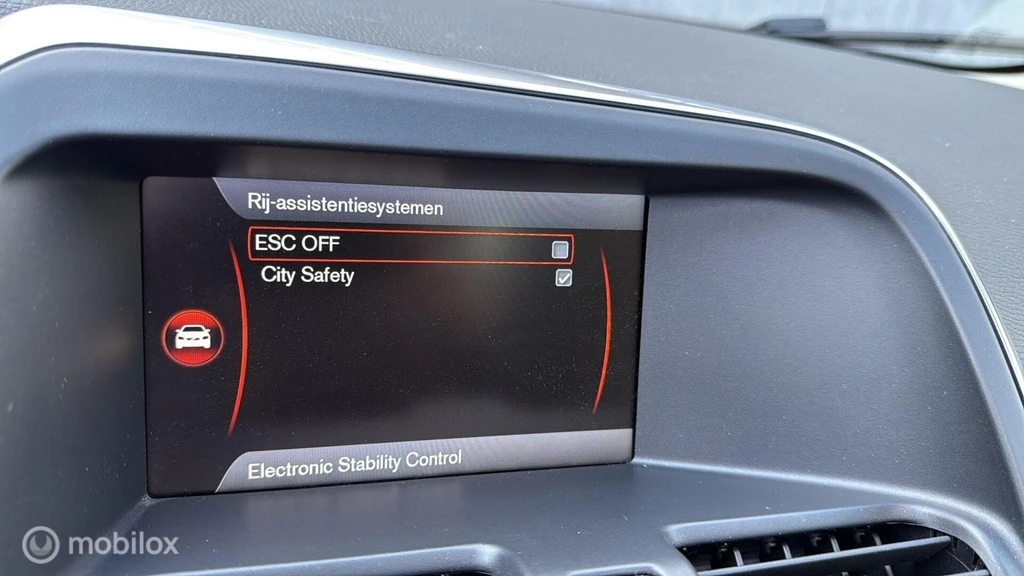 Rij-assistentiesystemen
ESC OFF
City Safety
Electronic Stability Control
mobilox